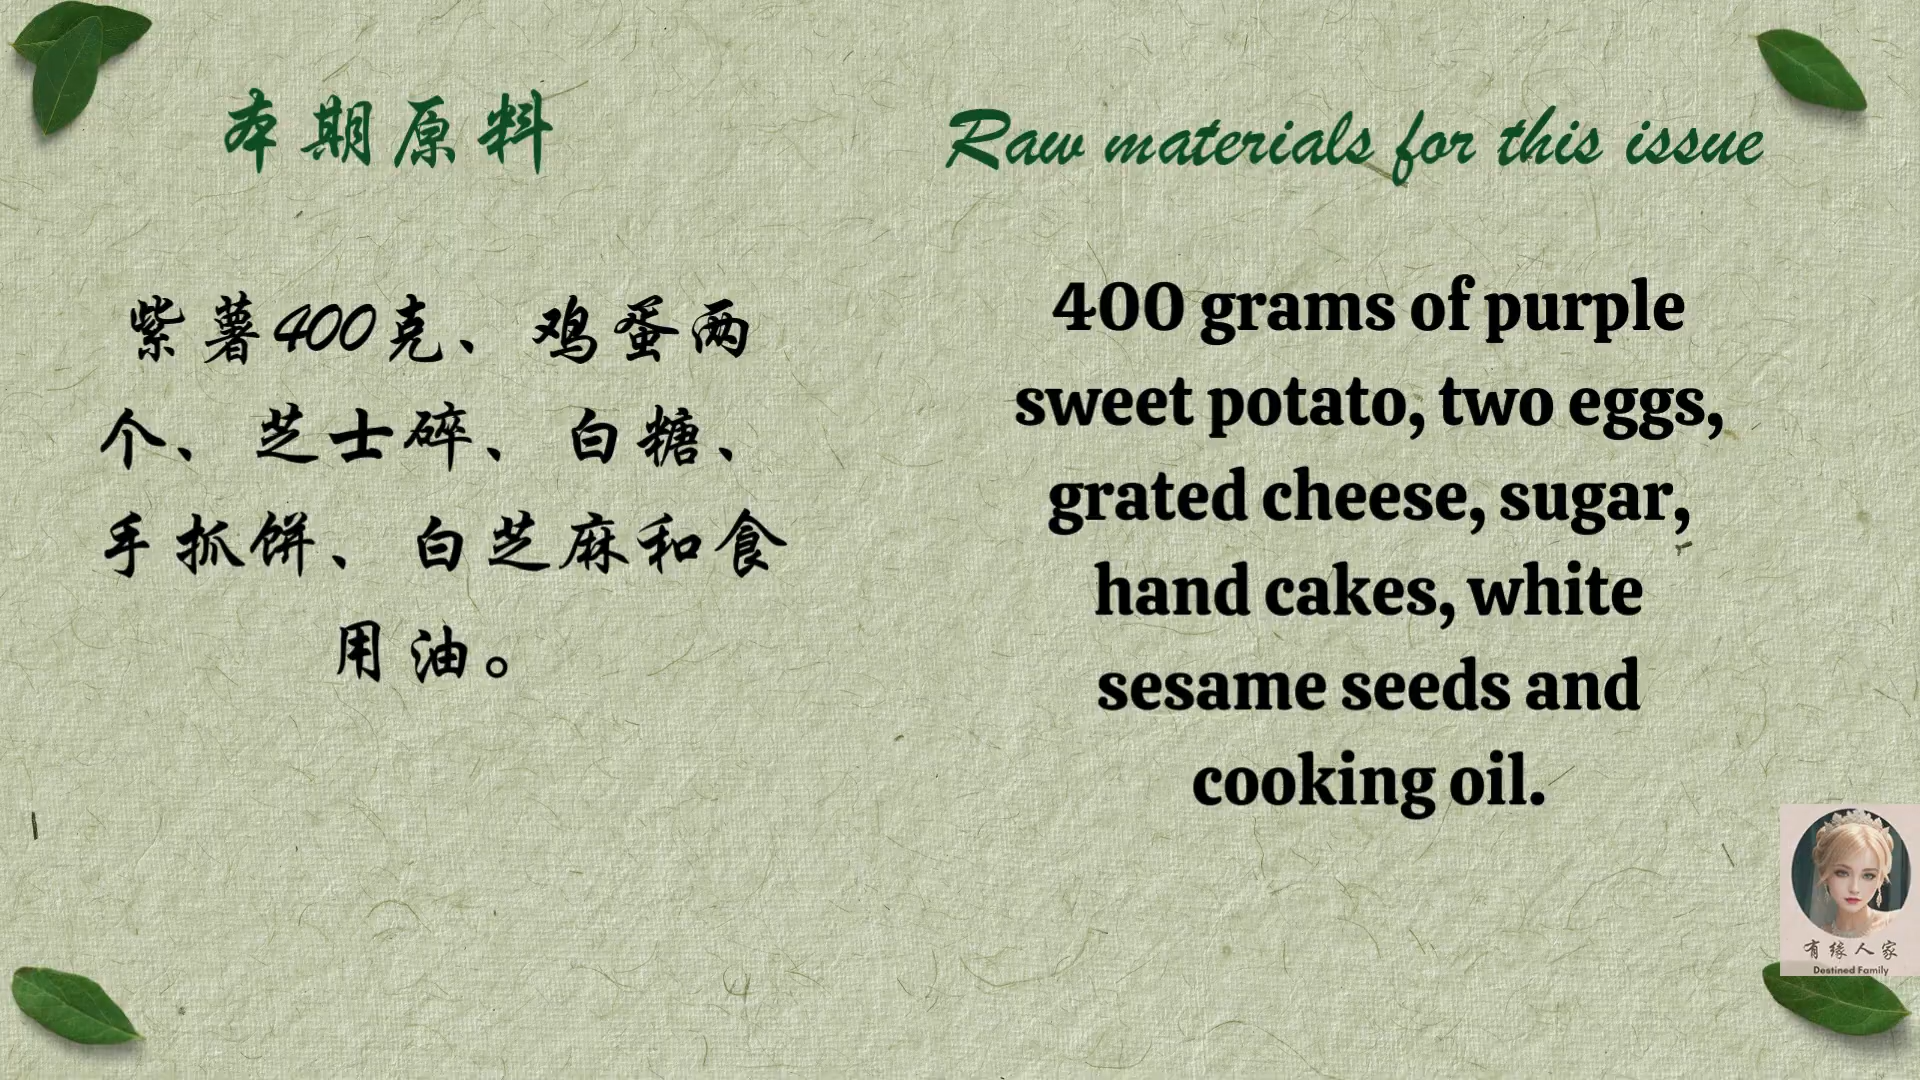 本期原料
紫薯400克、鸡蛋两
个、芝士碎、白糖、
手抓饼、白芝麻和食
用油。
Raw materials for this issue
400 grams of purple
sweet potato, two eggs,
grated cheese, sugar,
hand cakes, white
sesame seeds and
cooking oil.
有缘人家
Destined Family